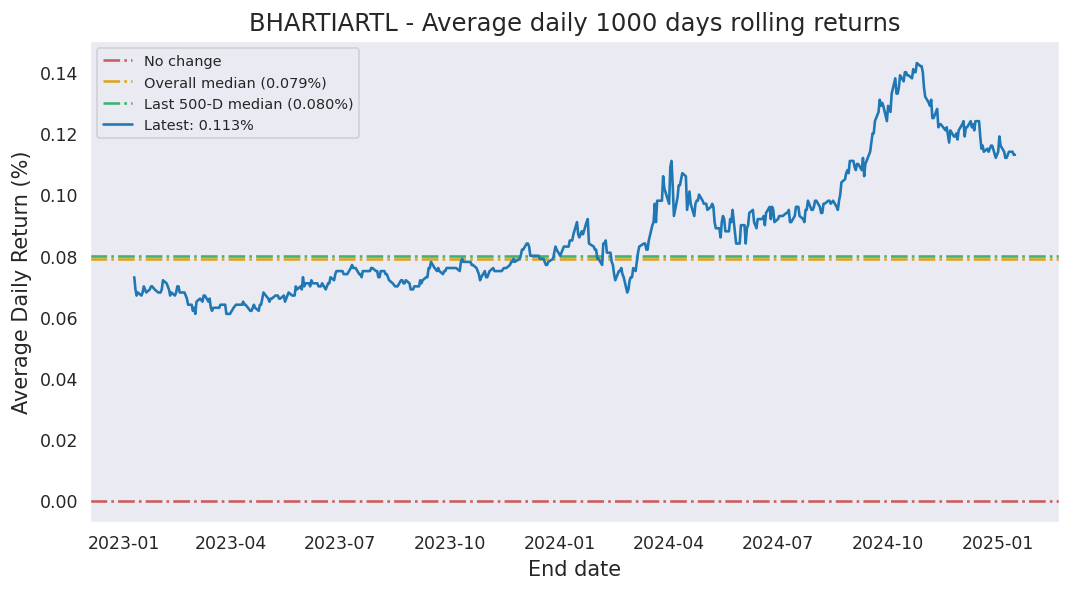 BHARTIARTL - Average daily 1000 days rolling returns
No change
Overall median (0.079%)
Last 500-D median (0.080%)
Latest: 0.113%
Average Daily Return (%)
0.14
0.12
0.10
0.08
0.06
0.04
0.02
0.00
2023-01 2023-04 2023-07 2023-10 2024-01 2024-04 2024-07 2024-10 2025-01
End date